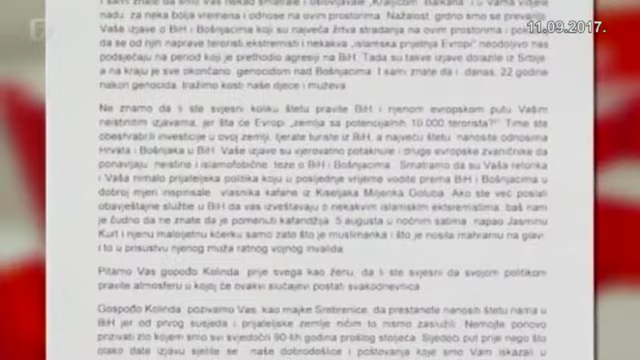 I sami znate da smo Vas nekad smatrale i oslovljavale „Kraljicom Balkana" i u Vama vidjele
11.09.2017.
nadu za neka bolja vremena i odnose na ovim prostorima. Nažalost, grdno smo se prevarile.
Vaše izjave o BiH i Bošnjacima koji su najveća žrtva stradanja na ovim prostorima i
da se od njih naprave teroristi,ekstremisti i nekakva „islamska prijetnja Evropi" neodoljivo nas
podsjećaju na period koji je prethodio agresiji na BiH. Tada su takve izjave dolazile iz Srbije
a na kraju je sve okončano genocidom nad Bošnjacima. I sami znate da i danas, 22 godine
nakon genocida, tražimo kosti naše djece i muževa.
Ne znamo da li ste svjesni koliku štetu pravite BiH i njenom evropskom putu Vašim
neistinitim izjavama, jer šta će Evropi „zemlja sa potencijalnih 10.000 terorista?" Time ste
obeshrabrili investicije u ovoj zemlji, tjerate turiste iz BiH, a najveću štetu nanosite odnosima
Hrvata i Bošnjaka u BiH. Vaše izjave su vjerovatno potaknule i druge evropske zvaničnike da
ponavljaju neistine i islamofobične teze o BiH i Bošnjacima. Smatramo da su Vaša retorika
i Vaša nimalo prijateljska politika koju u posljednje vrijeme vodite prema BiH i Bošnjacima u
dobroj mjeri inspirisale vlasnika kafane iz Kiseljaka Miljenka Goluba. Ako ste već poslali
obavještajne službe u BiH da vas izveštavaju o nekakvim islamskim ekstremistima, baš nam
je čudno da ne znate da je pomenuti kafandžija 5.augusta u noćnim satima napao Jasminu
Kurt i njenu maloljetnu kćerku samo zato što je muslimanka i što je nosila mahramu na glavi
i to u prisustvu njenog muža ratnog vojnog invalida.
Pitamo Vas gopođo Kolinda prije svega kao ženu, da li ste svjesni da svojom politikom
pravite atmosferu u kojoj će ovakvi slučajevi postati svakodnevnica.
Gospođo Kolinda, pozivamo Vas, kao majke Srebrenice, da prestanete nanositi štetu nama u
BiH jer od prvog susjeda i prijateljske zemlje ničim to nismo zaslužili. Nemojte ponovo
prizivati zlo kojem smo svi svjedočili 90-tih godina prošlog stoljeća. Sljedeći put prije nego što
olako date izjavu sjetite se naše dobrodošlice i poštovanja koje smo Vam iskazali u